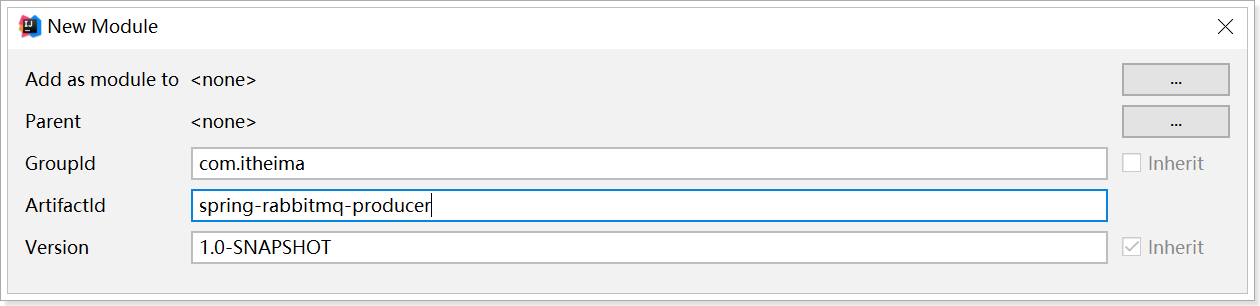 New Module
Add as module to <none> ...
Parent <none> ...
GroupId com.itheima Inherit
ArtifactId spring-rabbitmq-producer
Version 1.0-SNAPSHOT Inherit